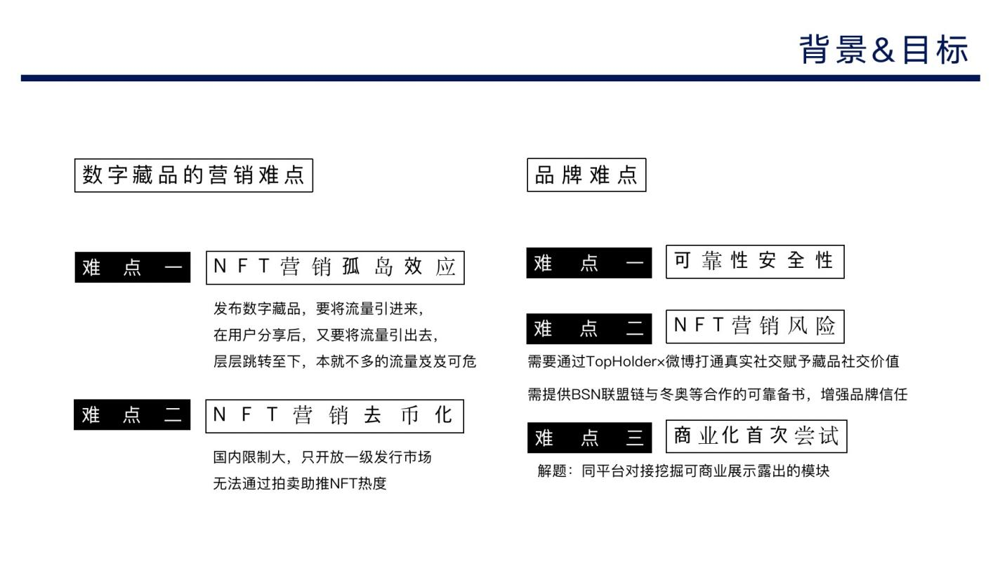 背景&目标
数字藏品的营销难点
难点一
NFT营销孤岛效应
发布数字藏品，要将流量引进来，
在用户分享后，又要将流量引出去，
层层跳转至下，本就不多的流量岌岌可危
难点二
NFT营销去币化
国内限制大，只开放一级发行市场
无法通过拍卖助推NFT热度
品牌难点
难点一
可靠性安全性
难点二
NFT营销风险
需要通过TopHolder×微博打通真实社交赋予藏品社交价值
需提供BSN联盟链与冬奥等合作的可靠备书，增强品牌信任
难点三
商业化首次尝试
解题：同平台对接挖掘可商业展示露出的模块